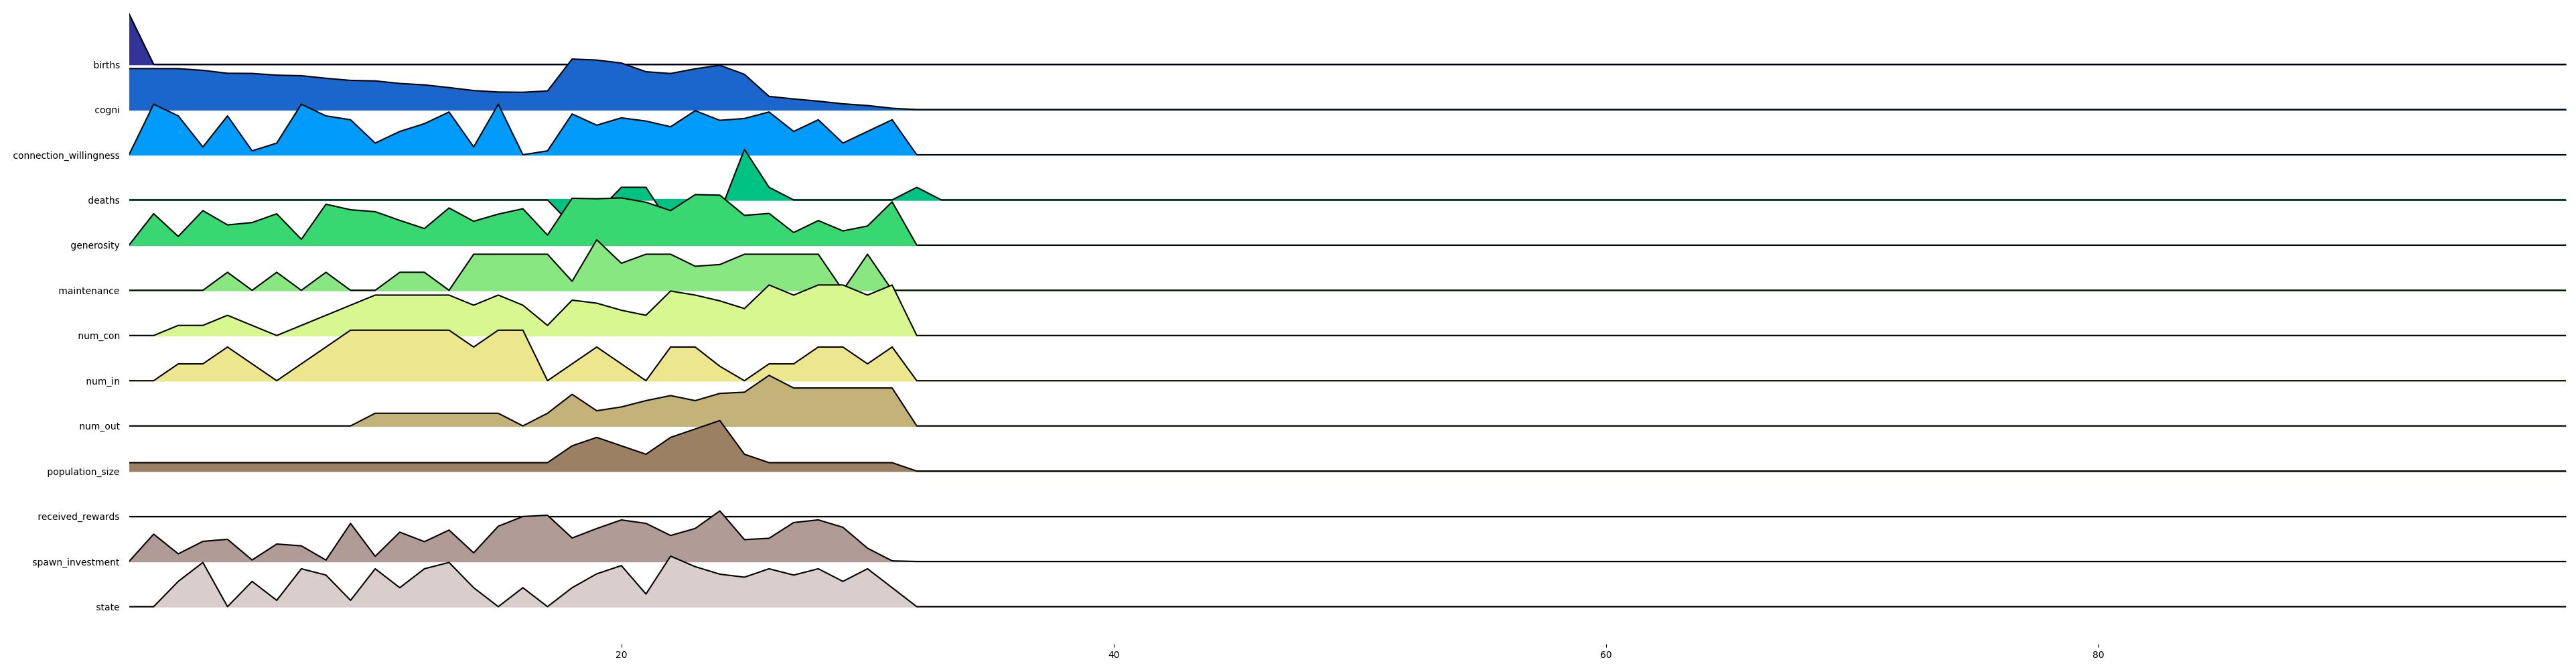 births
cogni
connection_willingness
deaths
generosity
maintenance
num_con
num_in
num_out
population_size
received_rewards
spawn_investment
state
20 40 60 80